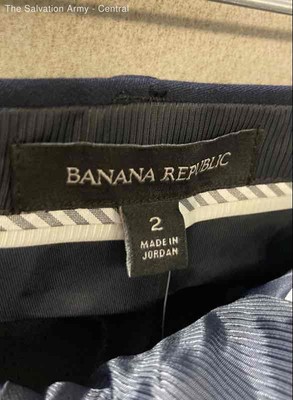 The Salvation Army - Central
BANANA REPUBLIC
2
MADE IN
JORDAN